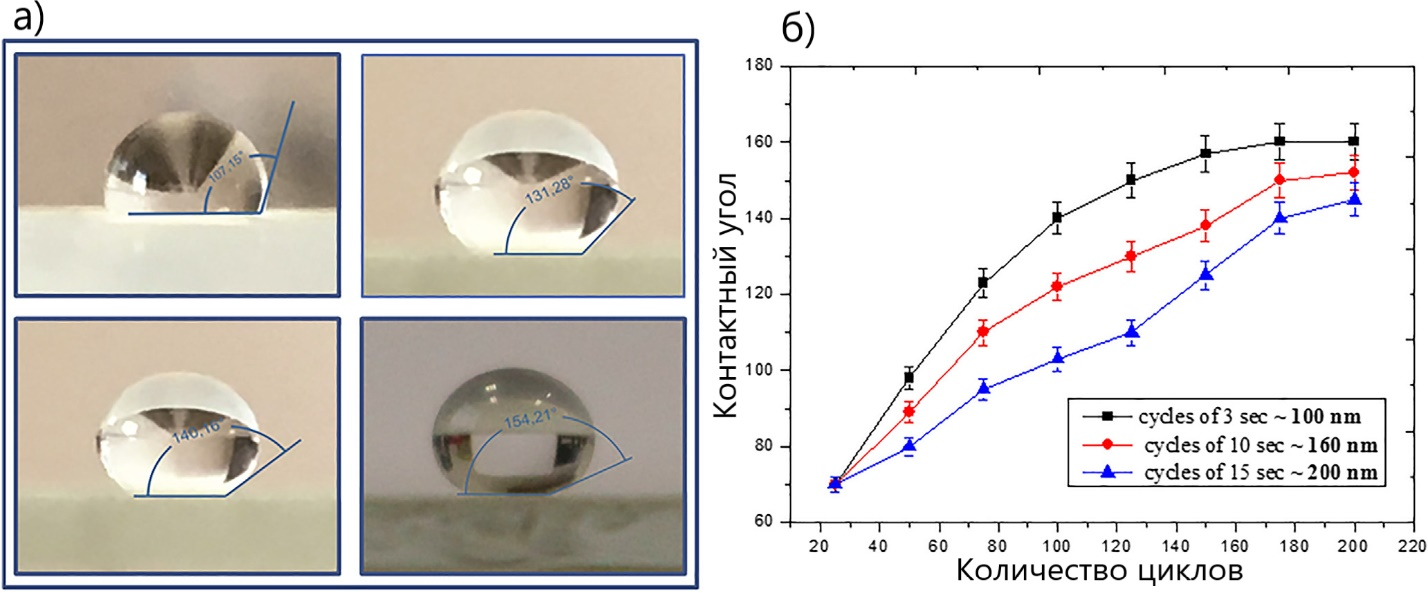 а)
107,15°
131,28°
146,16°
154,21°
б)
Контактный угол
180
160
140
120
100
80
60
cycles of 3 sec ~ 100 nm
cycles of 10 sec ~ 160 nm
cycles of 15 sec ~ 200 nm
20 40 60 80 100 120 140 160 180 200 220
Количество циклов